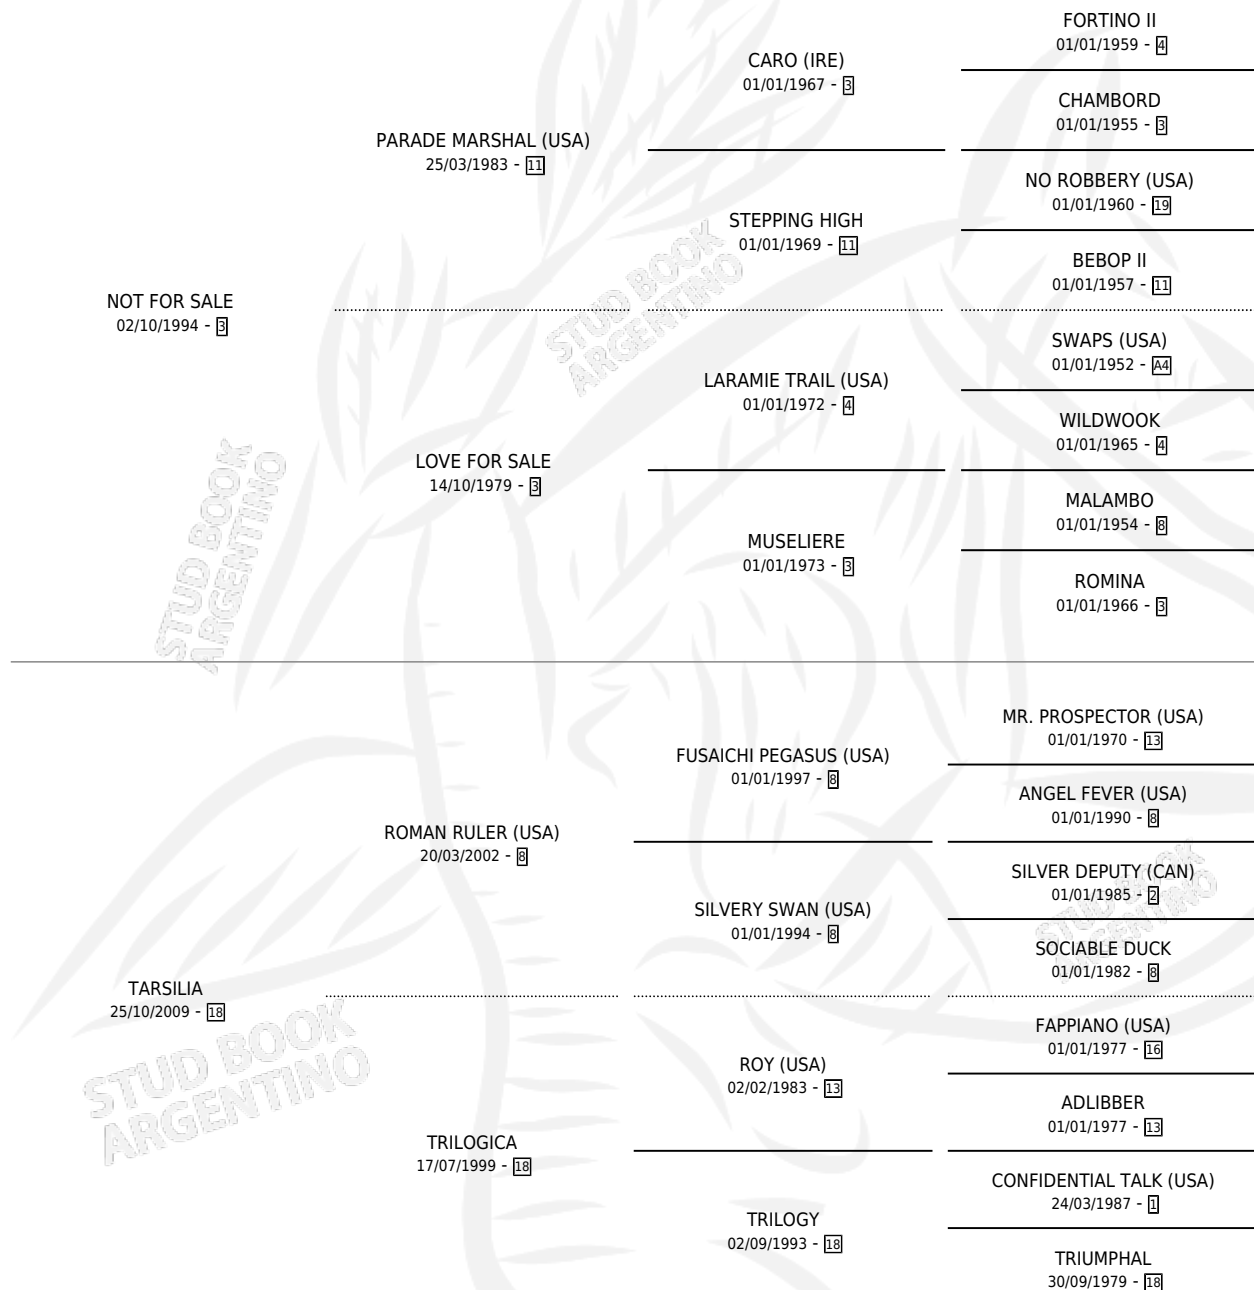 FORTINO II
01/01/1959 - 4
CARO (IRE)
01/01/1967 - 3
CHAMBORD
01/01/1955 - 3
PARADE MARSHAL (USA)
25/03/1983 - 11
NO ROBBERY (USA)
01/01/1960 - 19
STEPPING HIGH
01/01/1969 - 11
BEBOP II
01/01/1957 - 11
NOT FOR SALE
02/10/1994 - 3
SWAPS (USA)
01/01/1952 - A4
LARAMIE TRAIL (USA)
01/01/1972 - 4
WILDWOOK
01/01/1965 - 4
LOVE FOR SALE
14/10/1979 - 3
MALAMBO
01/01/1954 - 8
MUSELIERE
01/01/1973 - 3
ROMINA
01/01/1966 - 3
STUD BOOK
ARGENTINO
STUD BOOK
ARGENTINO
MR. PROSPECTOR (USA)
01/01/1970 - 13
FUSAICHI PEGASUS (USA)
01/01/1997 - 8
ANGEL FEVER (USA)
01/01/1990 - 8
ROMAN RULER (USA)
20/03/2002 - 8
SILVER DEPUTY (CAN)
01/01/1985 - 2
SILVERY SWAN (USA)
01/01/1994 - 8
SOCIABLE DUCK
01/01/1982 - 8
TARSILIA
25/10/2009 - 18
FAPPIANO (USA)
01/01/1977 - 16
ROY (USA)
02/02/1983 - 13
ADLIBBER
01/01/1977 - 13
TRILOGICA
17/07/1999 - 18
CONFIDENTIAL TALK (USA)
24/03/1987 - 1
TRILOGY
02/09/1993 - 18
TRIUMPHAL
30/09/1979 - 18
STUD BOOK
ARGENTINO
STUD BOOK
ARGENTINO